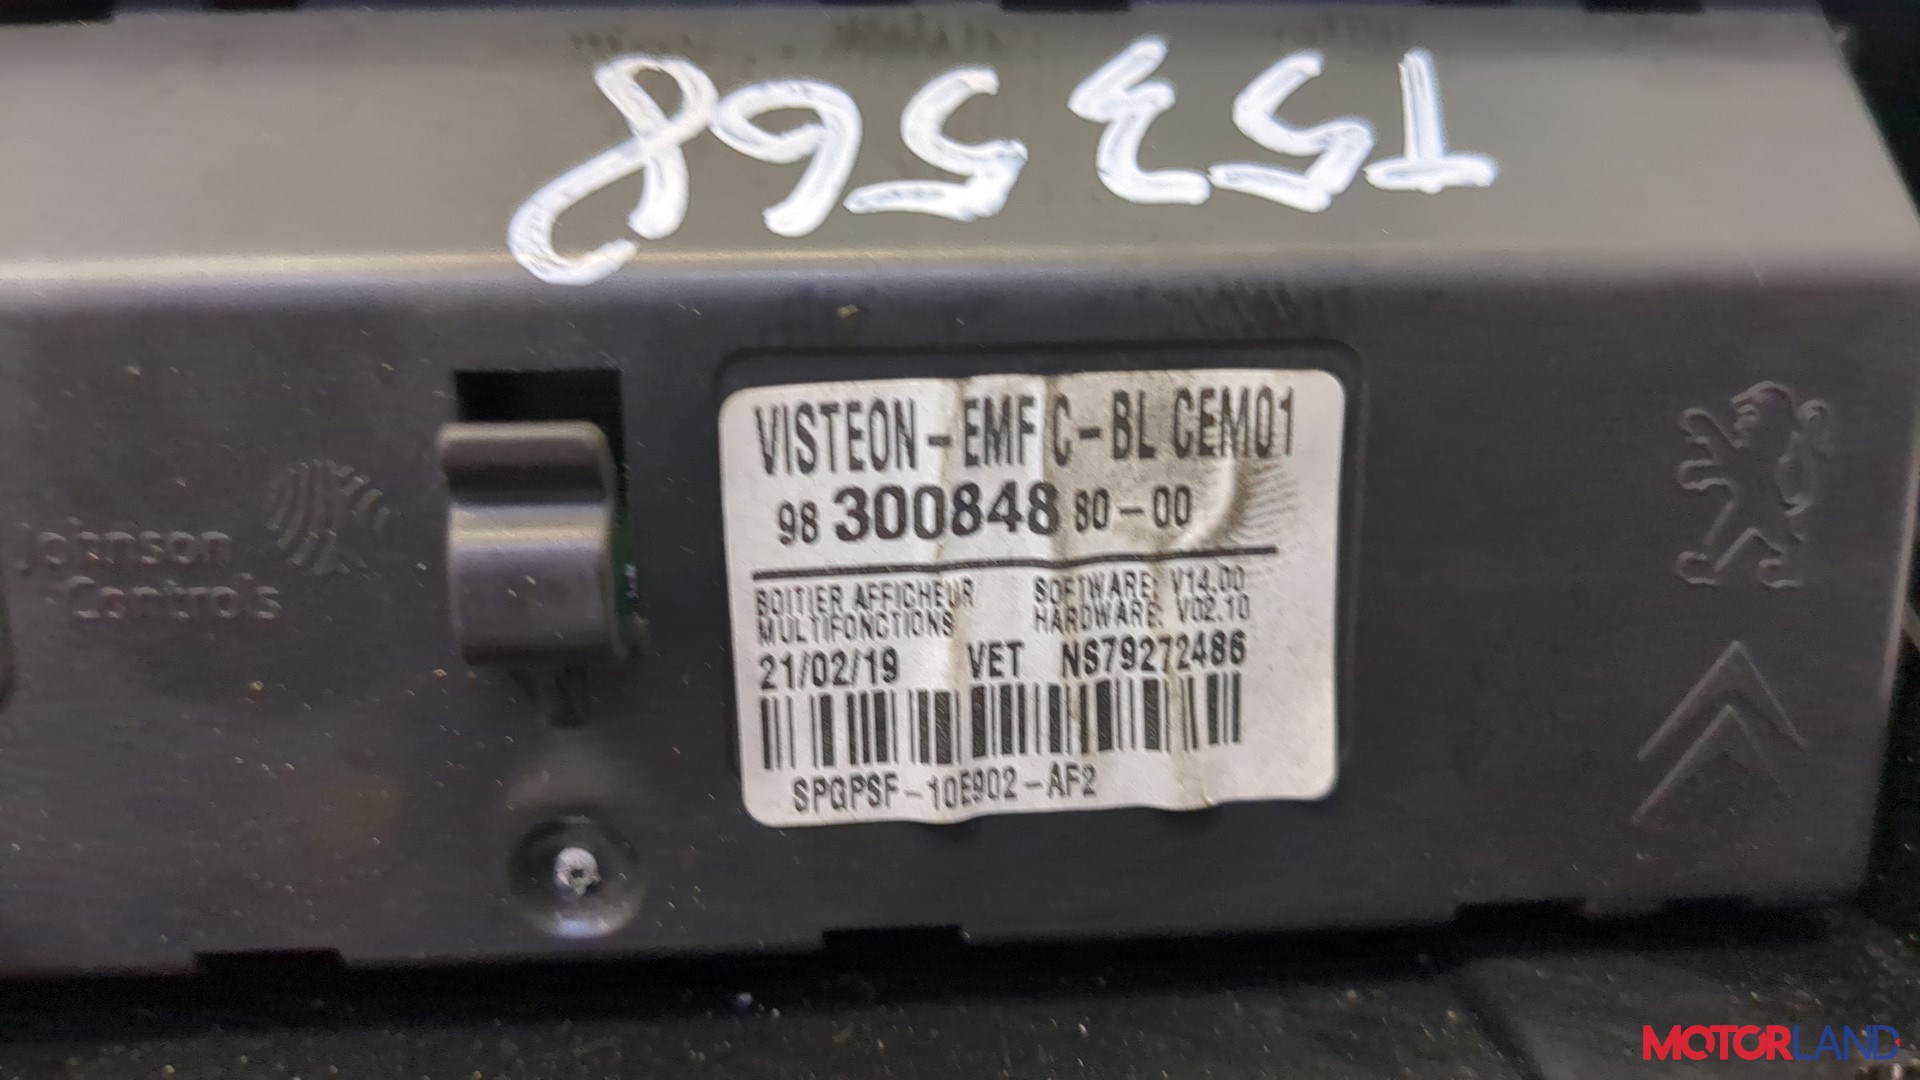 T53568
VISTEON-EMF C-BL CEM01
98 300848 80-00
BOITIER AFFICHEUR SOFTWARE: V14.00
MULTIFONCTIONS HARDWARE: V02.10
21/02/19 VET NS79272486
SPGPSF-10E902-AF2
Johnson
Controls
MOTORLAND